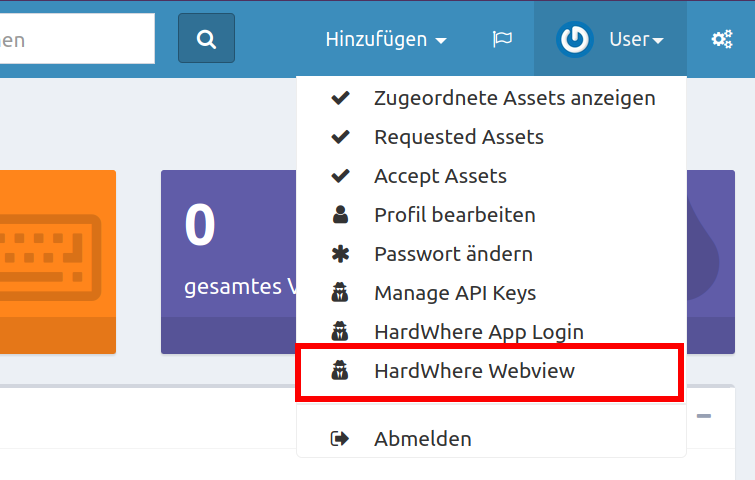 en
Hinzufügen
User
Zugeordnete Assets anzeigen
Requested Assets
Accept Assets
Profil bearbeiten
Passwort ändern
Manage API Keys
HardWhere App Login
HardWhere Webview
Abmelden
0
gesamtes V